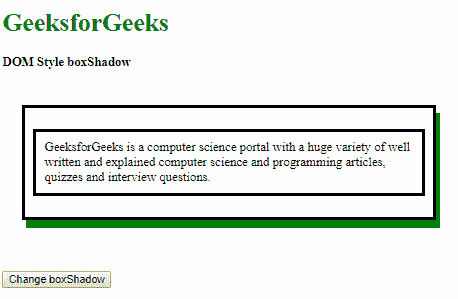 GeeksforGeeks
DOM Style boxShadow
GeeksforGeeks is a computer science portal with a huge variety of well
written and explained computer science and programming articles,
quizzes and interview questions.
Change boxShadow